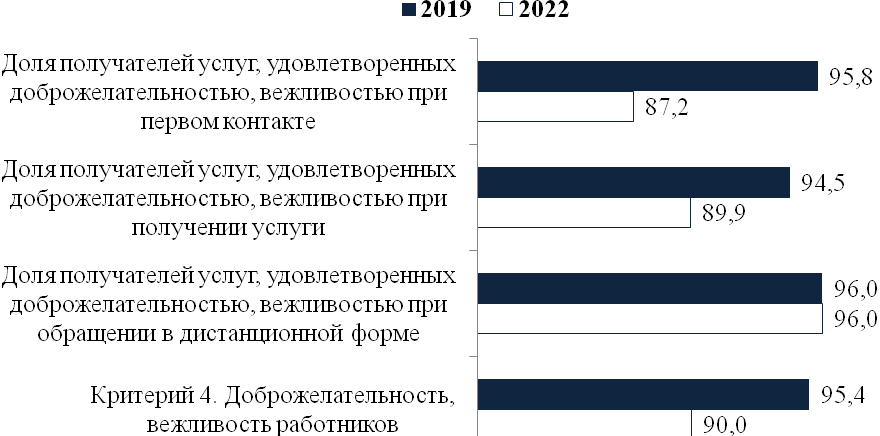 2019 2022
Доля получателей услуг, удовлетворенных
доброжелательностью, вежливостью при
первом контакте
95,8
87,2
Доля получателей услуг, удовлетворенных
доброжелательностью, вежливостью при
получении услуги
94,5
89,9
Доля получателей услуг, удовлетворенных
доброжелательностью, вежливостью при
обращении в дистанционной форме
96,0
96,0
Критерий 4. Доброжелательность,
вежливость работников
95,4
90,0